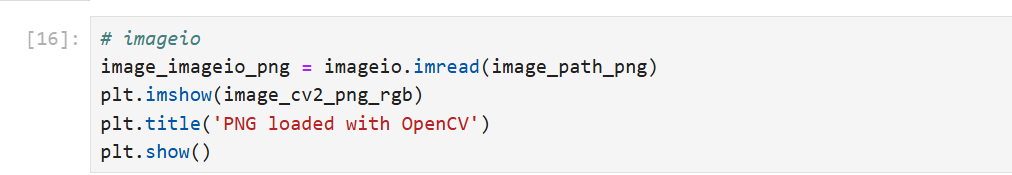 [16]: # imageio
image_imageio_png = imageio.imread(image_path_png)
plt.imshow(image_cv2_png_rgb)
plt.title('PNG loaded with OpenCV')
plt.show()